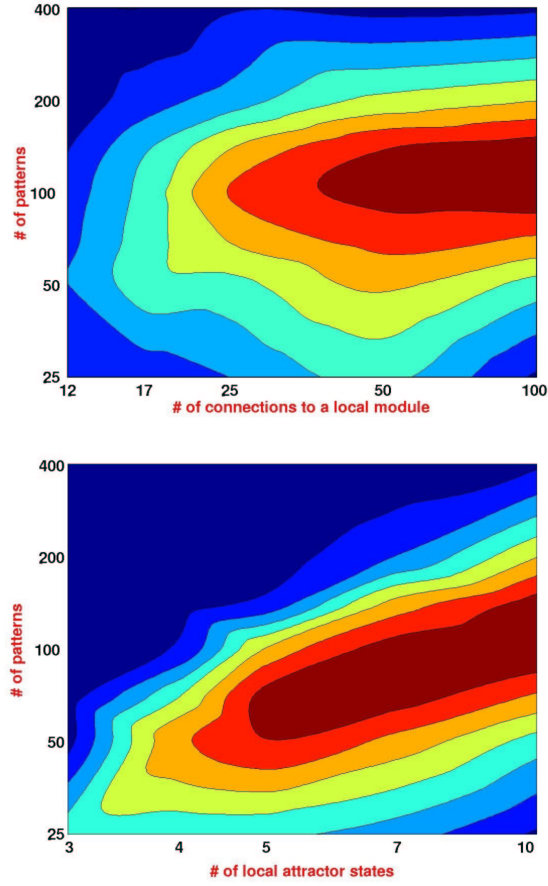 400
200
100
50
25
# of patterns
12 17 25 50 100
# of connections to a local module
400
200
100
50
25
# of patterns
3 4 5 7 10
# of local attractor states